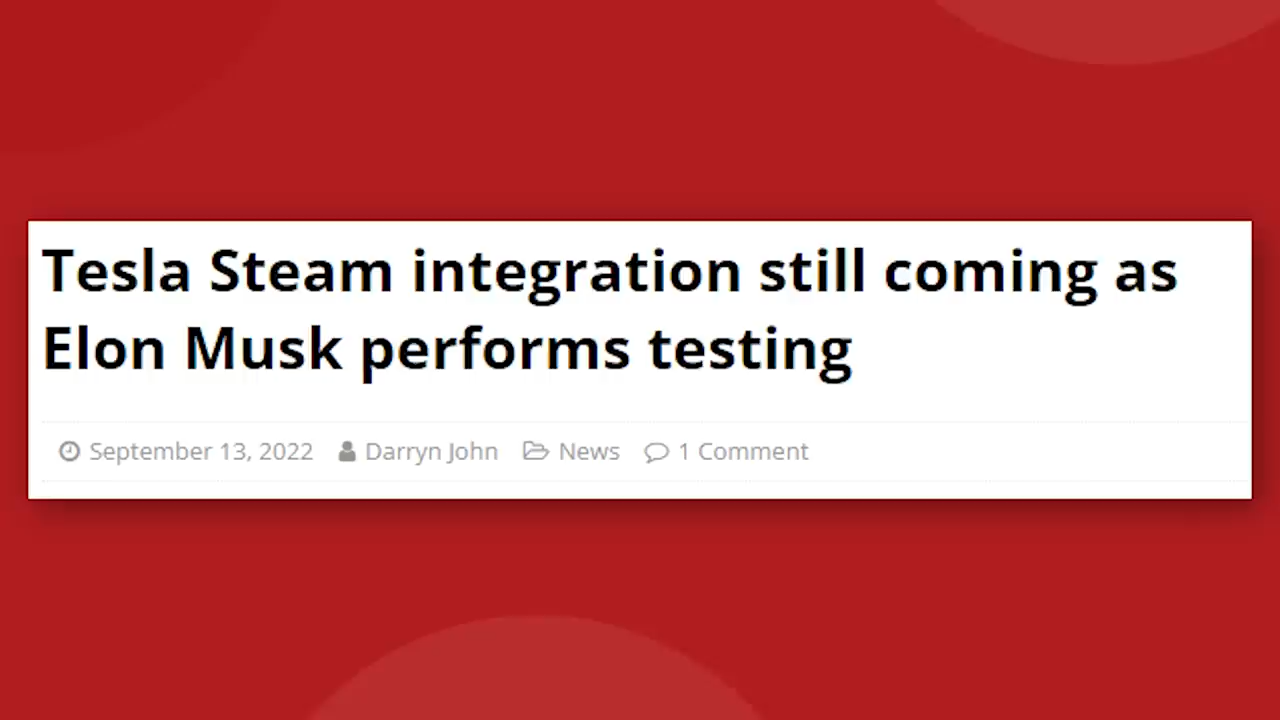 Tesla Steam integration still coming as
Elon Musk performs testing
September 13, 2022 Darryn John News 1 Comment